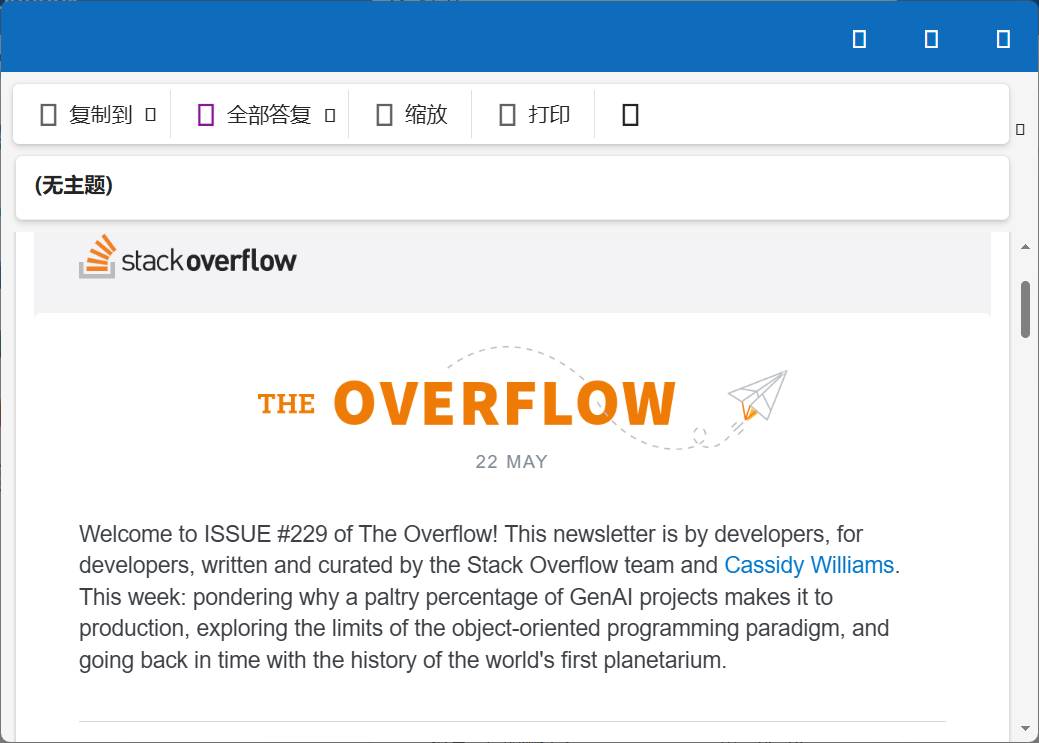 复制到 全部答复 缩放 打印
(无主题)
stackoverflow
THE OVERFLOW
22 MAY
Welcome to ISSUE #229 of The Overflow! This newsletter is by developers, for
developers, written and curated by the Stack Overflow team and Cassidy Williams.
This week: pondering why a paltry percentage of GenAI projects makes it to
production, exploring the limits of the object-oriented programming paradigm, and
going back in time with the history of the world's first planetarium.